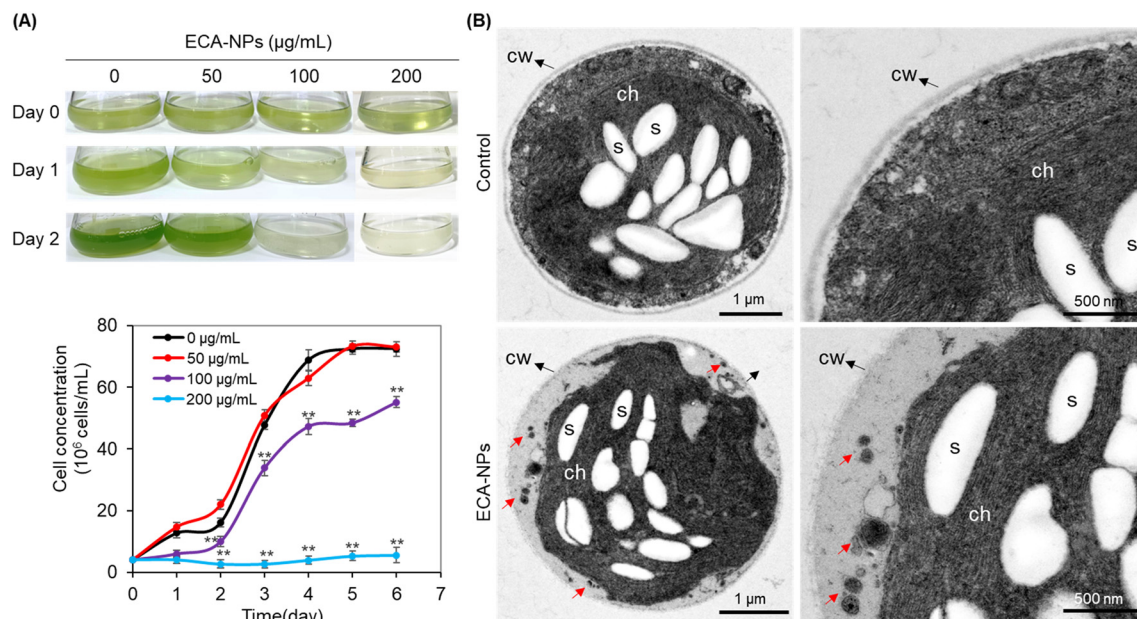 (A)
ECA-NPs (µg/mL)
0 50 100 200
Day 0
Day 1
Day 2
80
60
40
20
0
Cell concentration
(10⁶ cells/mL)
0 µg/mL
50 µg/mL
100 µg/mL
200 µg/mL
** ** ** ** **
** ** ** ** **
0 1 2 3 4 5 6 7
Time(day)
(B)
Control
cw
ch
s
s
1 µm
cw
ch
s
s
500 nm
ECA-NPs
cw
s
s
ch
1 µm
cw
s
s
ch
500 nm